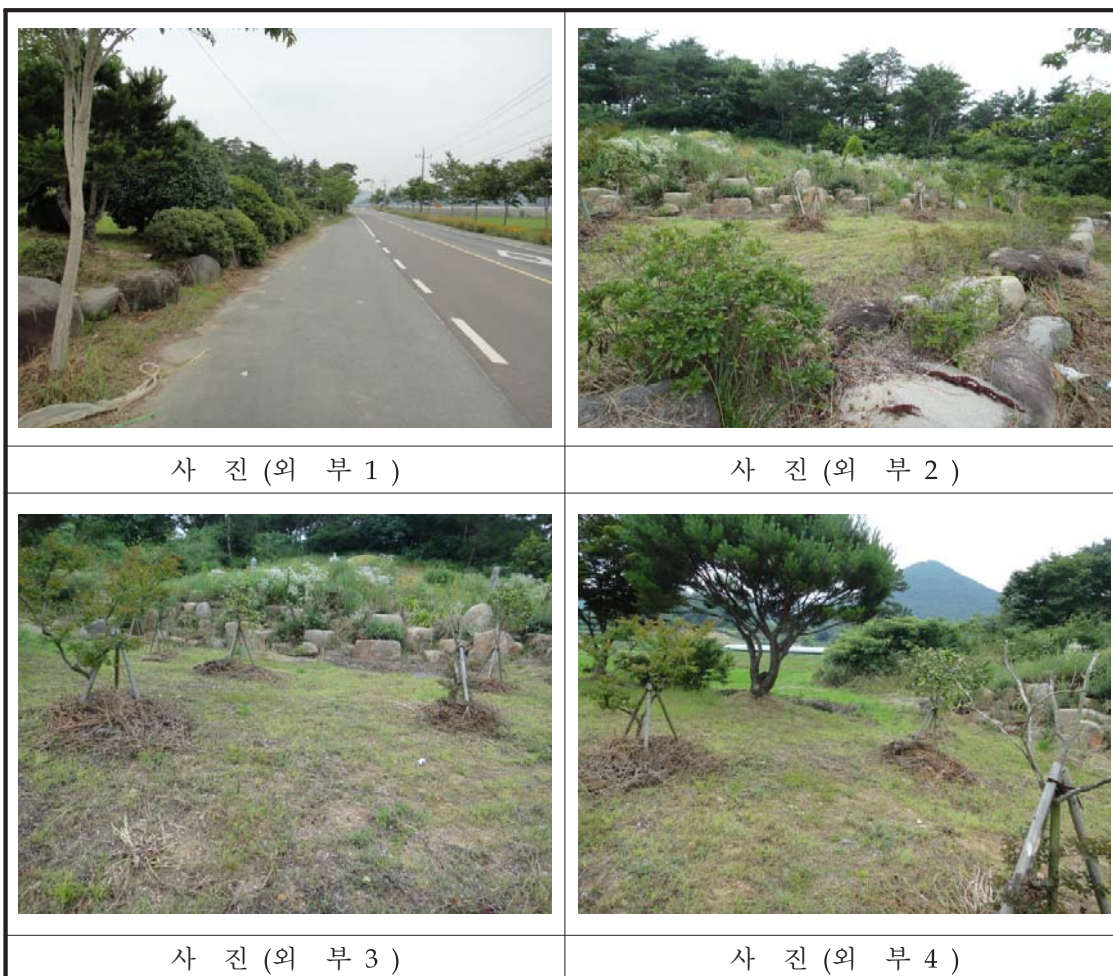 사 진 (외 부 1 )
사 진 (외 부 2 )
사 진 (외 부 3 )
사 진 (외 부 4 )